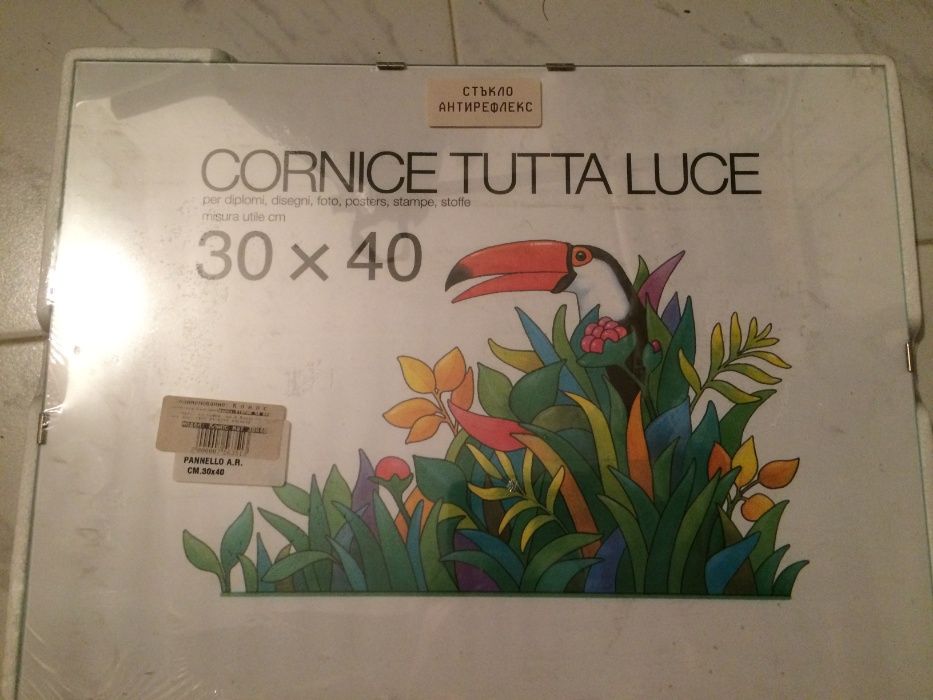 СТЪКЛО
АНТИРЕФЛЕКС
CORNICE TUTTA LUCE
per diplomi, disegni, foto, posters, stampe, stoffe
misura utile cm
30 x 40
PANNELLO A.R.
CM.30x40